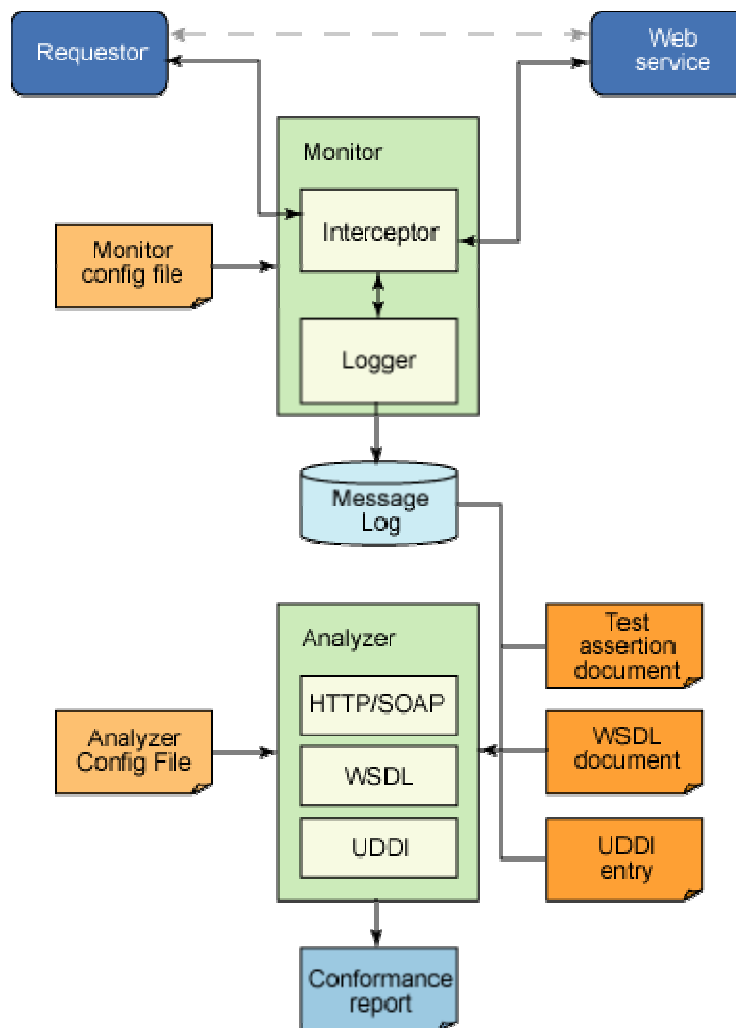 Requestor
Web
service
Monitor
Interceptor
Monitor
config file
Logger
Message
Log
Analyzer
Test
assertion
document
HTTP/SOAP
Analyzer
Config File
WSDL
WSDL
document
UDDI
UDDI
entry
Conformance
report